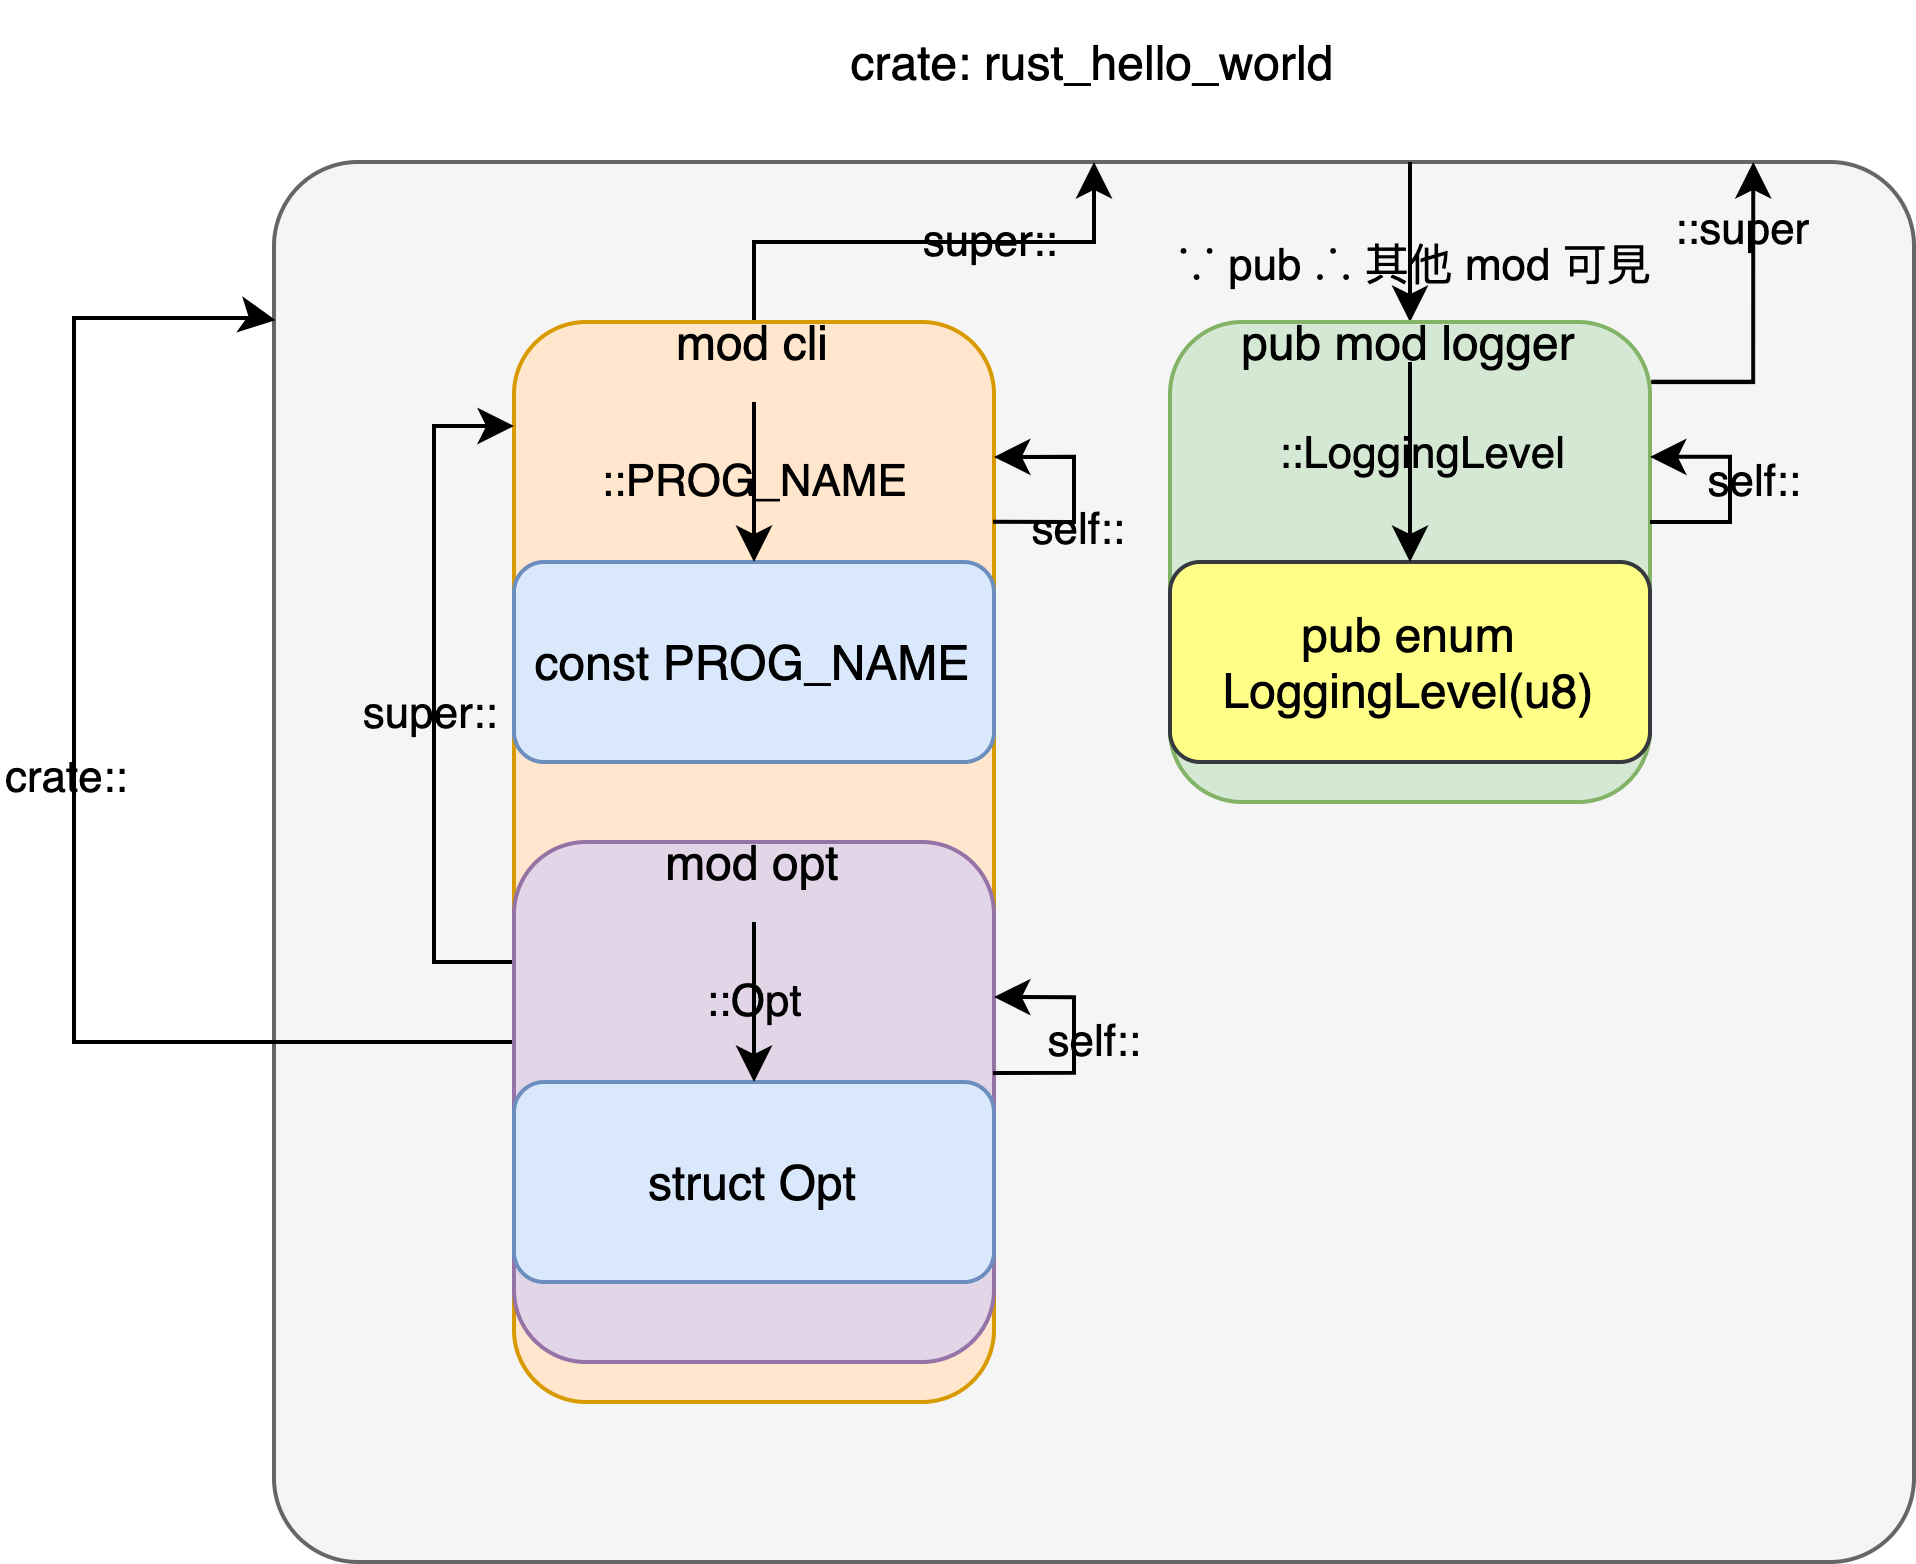 crate: rust_hello_world
super::
::super
∵ pub ∴ 其他 mod 可見
mod cli
pub mod logger
::PROG_NAME
self::
::LoggingLevel
self::
const PROG_NAME
pub enum
LoggingLevel(u8)
super::
crate::
mod opt
::Opt
self::
struct Opt